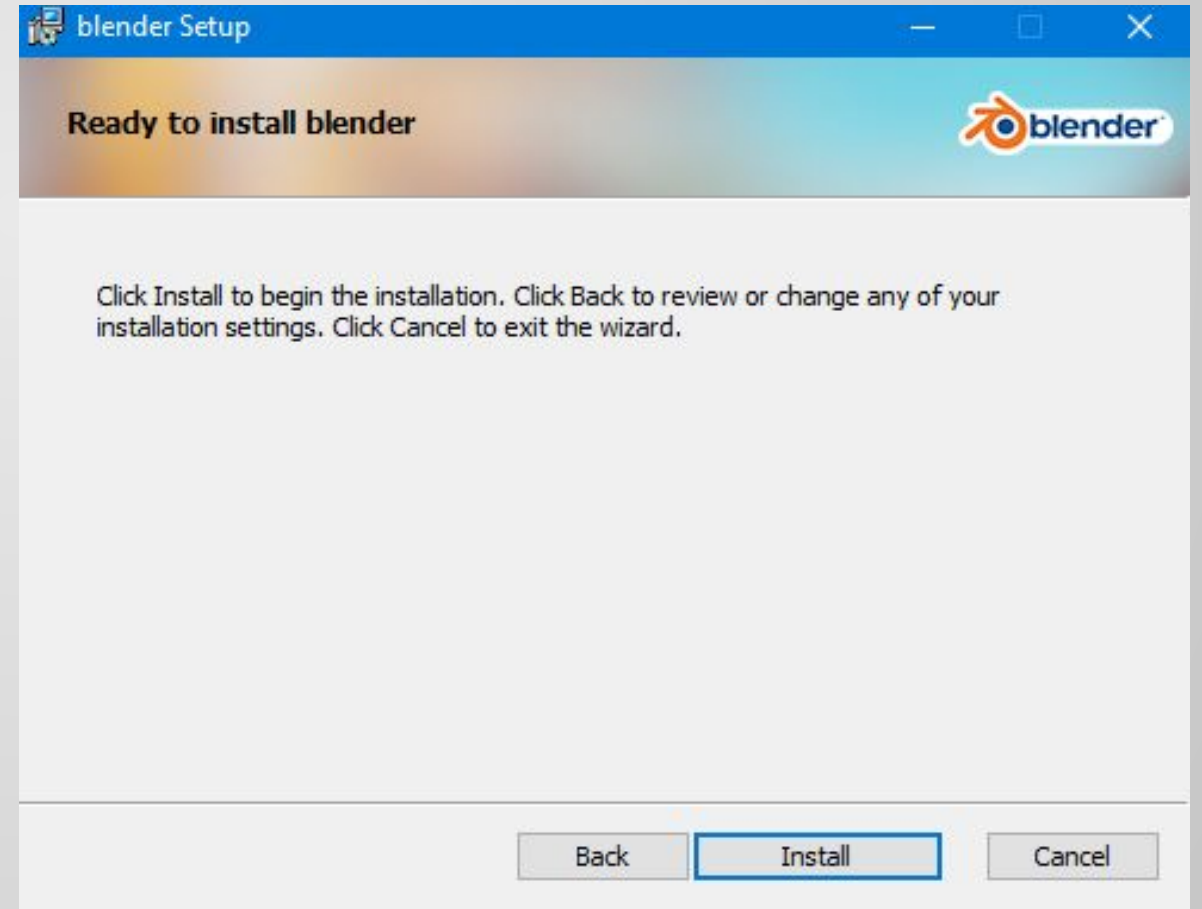 blender Setup
Ready to install blender
blender
Click Install to begin the installation. Click Back to review or change any of your
installation settings. Click Cancel to exit the wizard.
Back
Install
Cancel